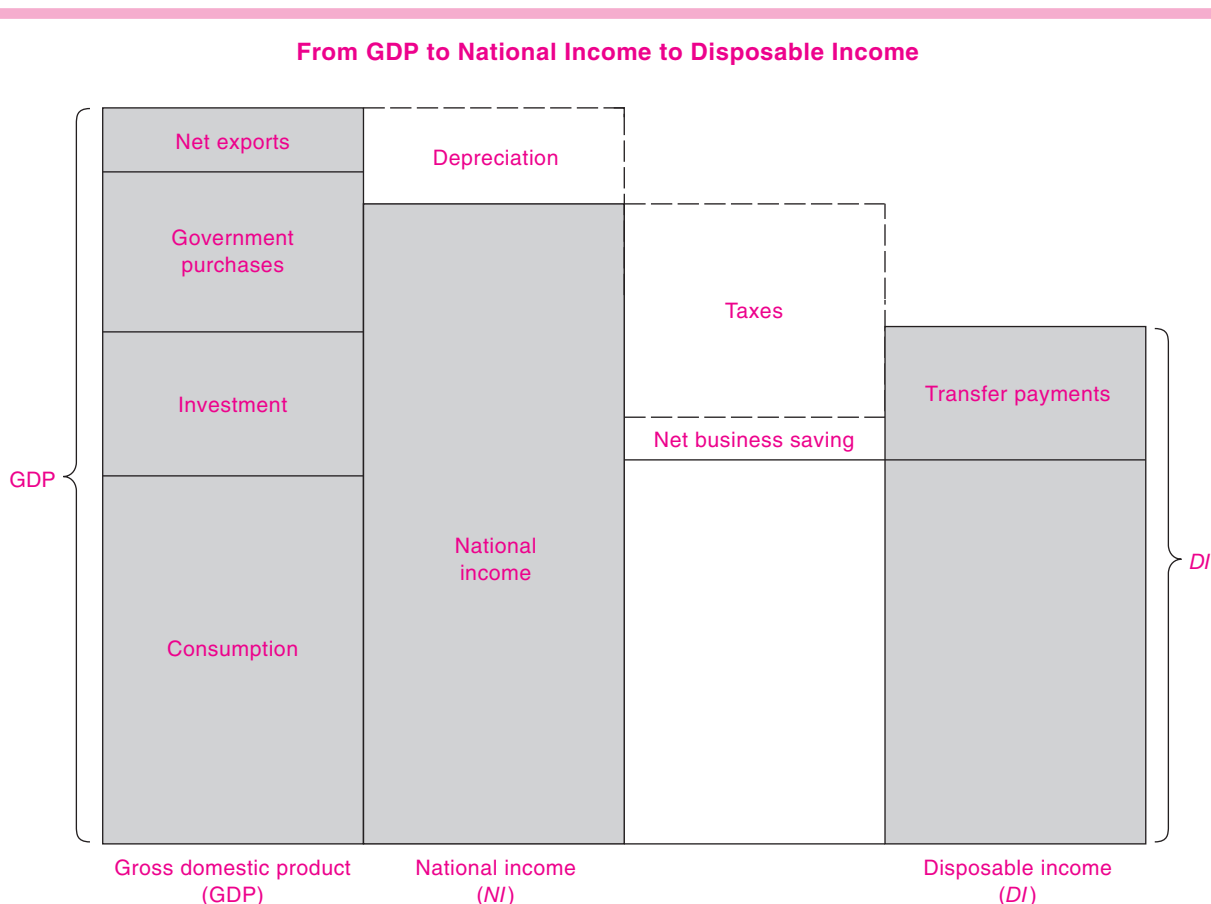 From GDP to National Income to Disposable Income
Net exports
Depreciation
Government
purchases
Taxes
Investment
Transfer payments
Net business saving
GDP
National
income
DI
Consumption
Gross domestic product
(GDP)
National income
(NI)
Disposable income
(DI)